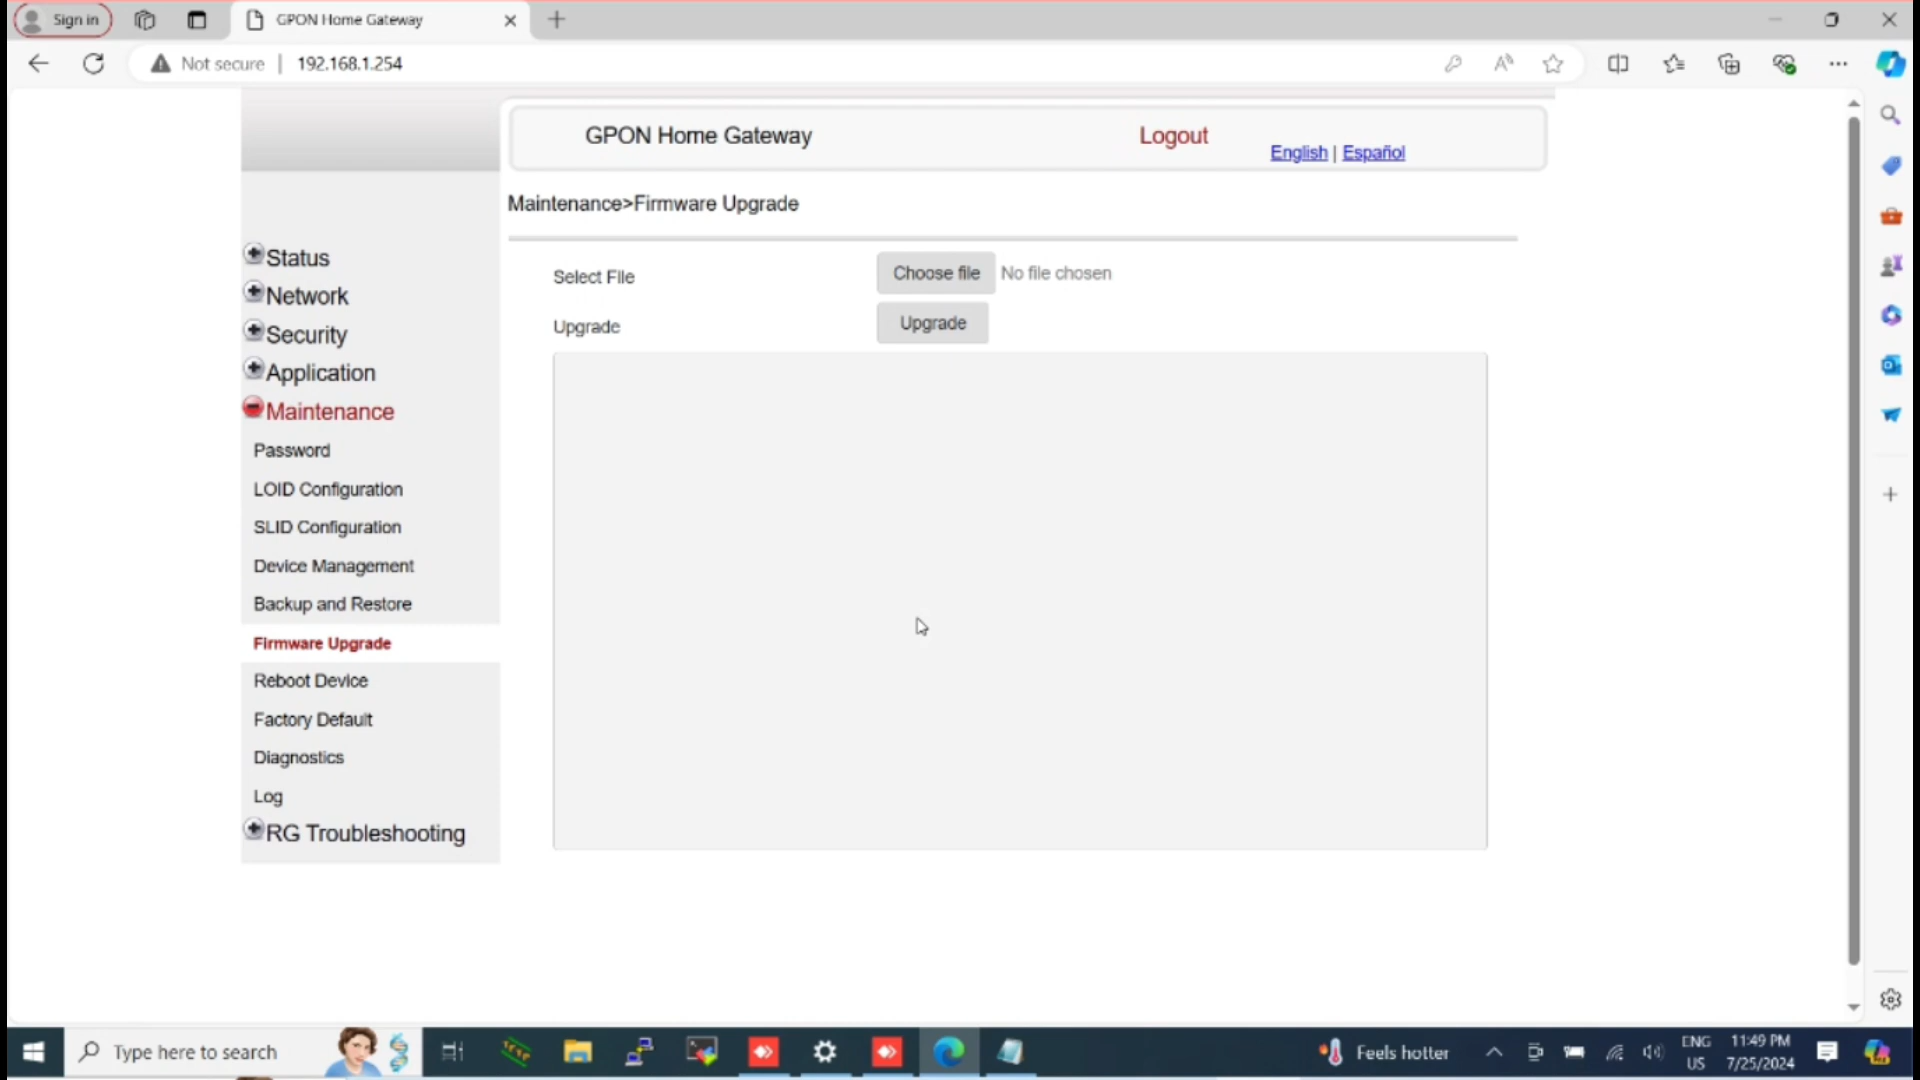 Sign in
GPON Home Gateway
Not secure | 192.168.1.254
GPON Home Gateway
Logout
English | Español
Maintenance>Firmware Upgrade
Status
Network
Security
Application
Maintenance
Password
LOID Configuration
SLID Configuration
Device Management
Backup and Restore
Firmware Upgrade
Reboot Device
Factory Default
Diagnostics
Log
RG Troubleshooting
Select File
Choose file No file chosen
Upgrade
Upgrade
Type here to search
Feels hotter
ENG
US
11:49 PM
7/25/2024